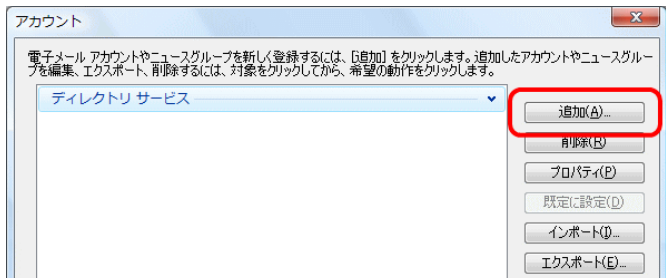 アカウント
電子メール アカウントやニュースグループを新しく登録するには、[追加] をクリックします。追加したアカウントやニュースグルー
プを編集、エクスポート、削除するには、対象をクリックしてから、希望の動作をクリックします。
ディレクトリ サービス
追加(A)...
削除(R)
プロパティ(P)
既定に設定(D)
インポート(I)...
エクスポート(E)...